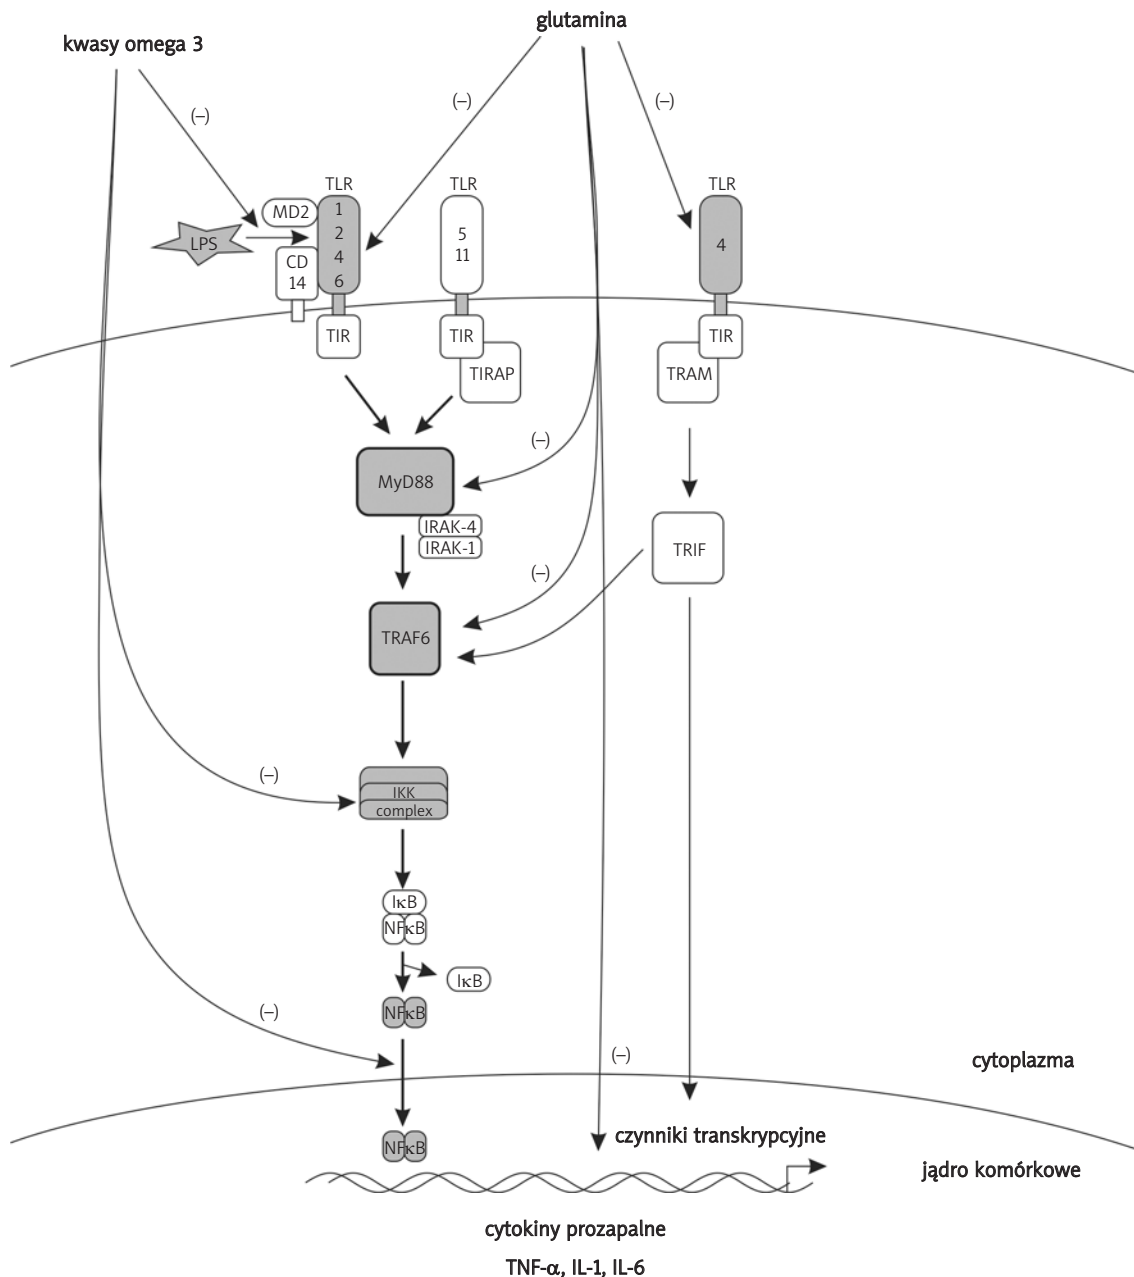 glutamina
kwasy omega 3
(–)
(–)
(–)
TLR
TLR
TLR
MD2
1
2
4
6
5
11
4
LPS
CD
14
TIR
TIR
TIR
TIRAP
TRAM
(–)
MyD88
IRAK-4
IRAK-1
TRIF
(–)
TRAF6
(–)
IKK
complex
IκB
NFκB
IκB
NFκB
(–)
(–)
cytoplazma
czynniki transkrypcyjne
NFκB
jądro komórkowe
cytokiny prozapalne
TNF-α, IL-1, IL-6